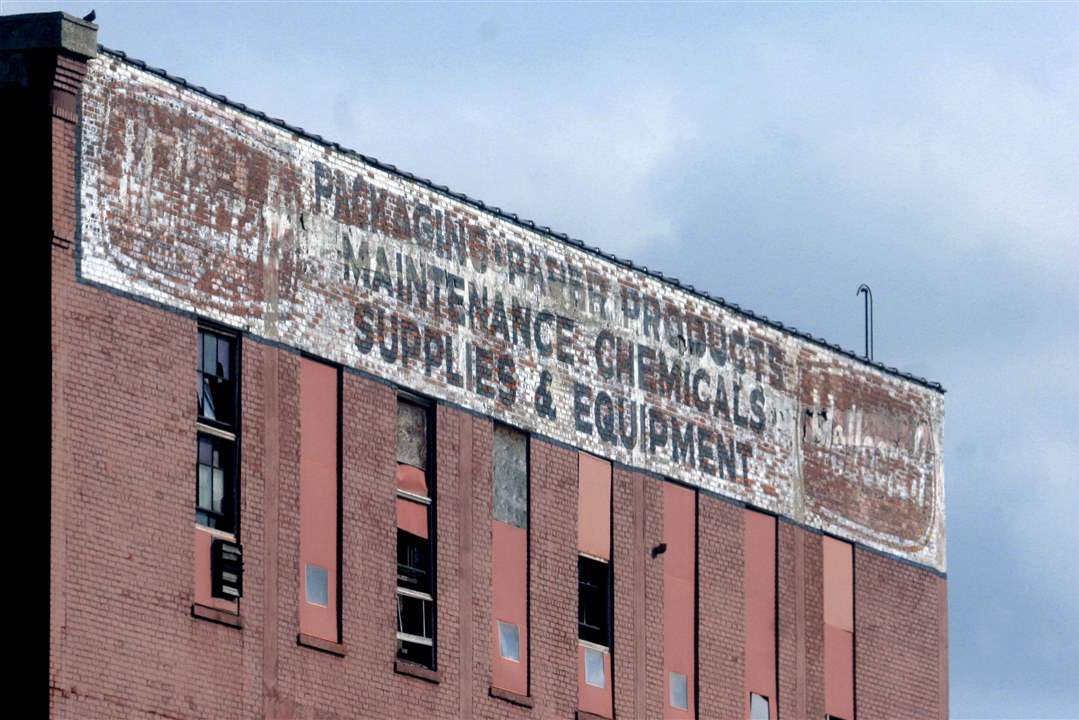 PACKAGING-PAPER PRODUCTS
MAINTENANCE CHEMICALS
SUPPLIES & EQUIPMENT